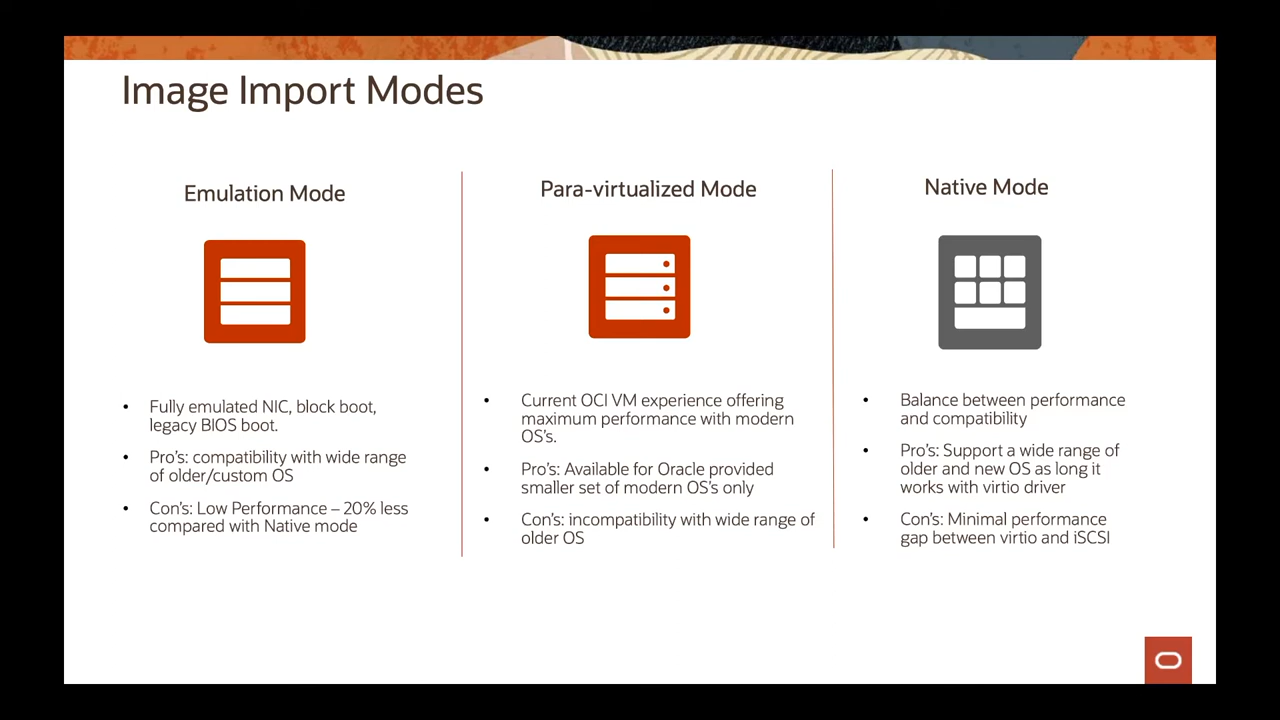 Image Import Modes
Emulation Mode
Fully emulated NIC, block boot,
legacy BIOS boot.
Pro's: compatibility with wide range
of older/custom OS
Con's: Low Performance – 20% less
compared with Native mode
Para-virtualized Mode
Current OCI VM experience offering
maximum performance with modern
OS's.
Pro's: Available for Oracle provided
smaller set of modern OS's only
Con's: incompatibility with wide range of
older OS
Native Mode
Balance between performance
and compatibility
Pro's: Support a wide range of
older and new OS as long it
works with virtio driver
Con's: Minimal performance
gap between virtio and iSCSI